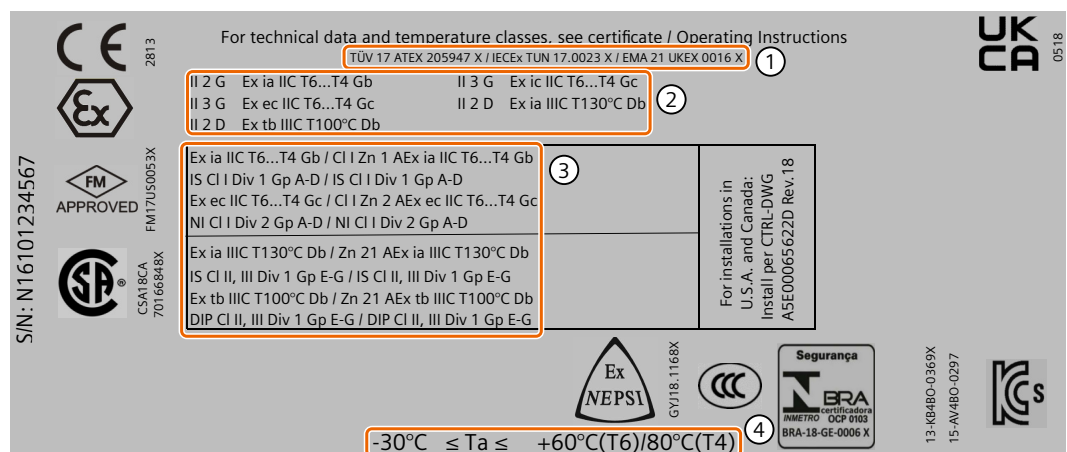 For technical data and temperature classes, see certificate / Operating Instructions
TÜV 17 ATEX 205947 X / IECEx TUN 17.0023 X / EMA 21 UKEX 0016 X
1
2813
Ex
UK
CA
0518
II 2 G Ex ia IIC T6...T4 Gb II 3 G Ex ic IIC T6...T4 Gc
II 3 G Ex ec IIC T6...T4 Gc II 2 D Ex ia IIIC T130°C Db
II 2 D Ex tb IIIC T100°C Db
2
S/N: N16101234567
FM
APPROVED
FM17US0053X
SA
CSA18CA
70166848X
Ex ia IIC T6...T4 Gb / Cl I Zn 1 AEx ia IIC T6...T4 Gb
IS Cl I Div 1 Gp A-D / IS Cl I Div 1 Gp A-D
Ex ec IIC T6...T4 Gc / Cl I Zn 2 AEx ec IIC T6...T4 Gc
NI Cl I Div 2 Gp A-D / NI Cl I Div 2 Gp A-D
3
Ex ia IIIC T130°C Db / Zn 21 AEx ia IIIC T130°C Db
IS Cl II, III Div 1 Gp E-G / IS Cl II, III Div 1 Gp E-G
Ex tb IIIC T100°C Db / Zn 21 AEx tb IIIC T100°C Db
DIP Cl II, III Div 1 Gp E-G / DIP Cl II, III Div 1 Gp E-G
For installations in
U.S.A. and Canada:
Install per CTRL-DWG
A5E00065622D Rev.18
Ex
NEPSI
GYJ18.1168X
CCC
Segurança
BRA
certificadora
INMETRO OCP 0103
BRA-18-GE-0006 X
13-KB4BO-0369X
15-AV4BO-0297
KCs
4
-30°C ≤ Ta ≤ +60°C(T6)/80°C(T4)